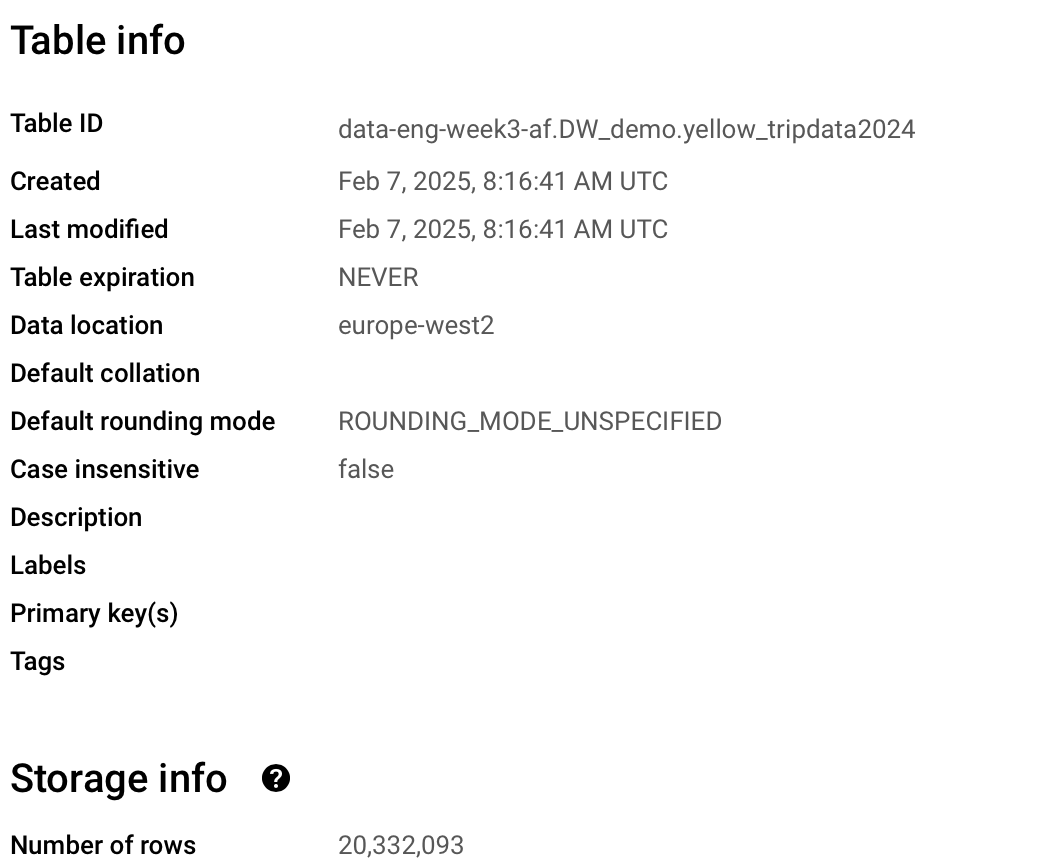 Table info
Table ID data-eng-week3-af.DW_demo.yellow_tripdata2024
Created Feb 7, 2025, 8:16:41 AM UTC
Last modified Feb 7, 2025, 8:16:41 AM UTC
Table expiration NEVER
Data location europe-west2
Default collation
Default rounding mode ROUNDING_MODE_UNSPECIFIED
Case insensitive false
Description
Labels
Primary key(s)
Tags
Storage info ?
Number of rows 20,332,093